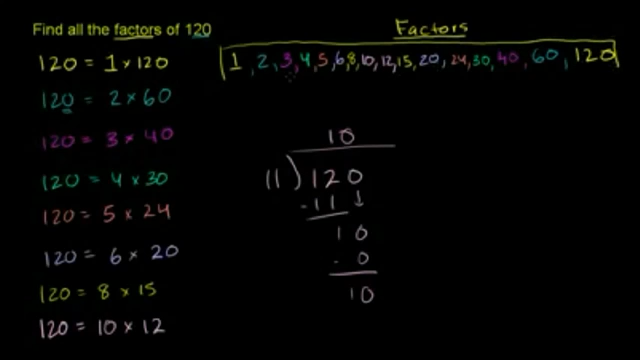 Find all the factors of 120
Factors
1, 2, 3, 4, 5, 6, 8, 10, 12, 15, 20, 24, 30, 40, 60, 120
120 = 1 × 120
120 = 2 × 60
120 = 3 × 40
120 = 4 × 30
120 = 5 × 24
120 = 6 × 20
120 = 8 × 15
120 = 10 × 12
10
11 ) 120
- 11 ↓
10
- 0
10